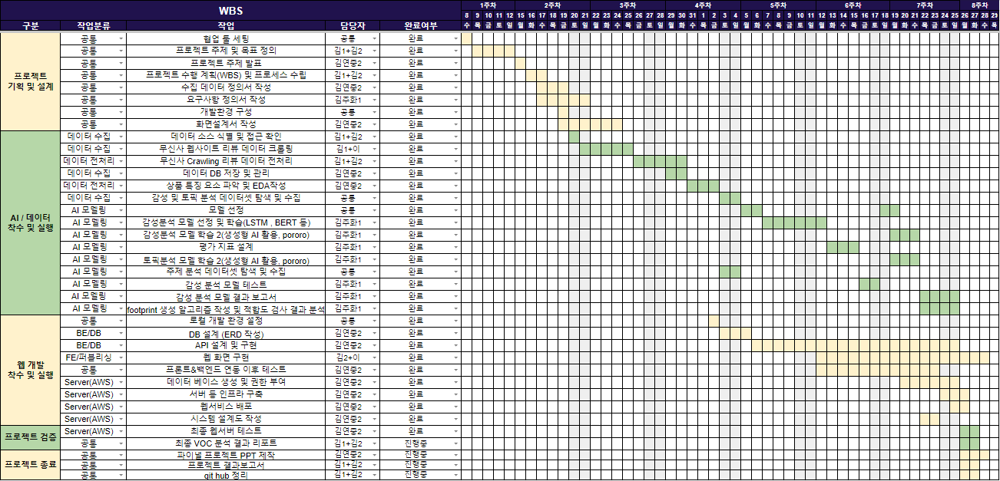 WBS 1주차 2주차 3주차 4주차 5주차 6주차 7주차 8주차
8 9 10 11 12 15 16 17 18 19 20 21 22 23 24 25 26 27 28 29 30 31 1 2 3 4 5 6 7 8 9 10 11 12 13 14 15 16 17 18 19 20 21 22 23 24 25 26 27 28 29
구분 작업분류 작업 담당자 완료여부 수 목 금 토 일 월 화 수 목 금 토 일 월 화 수 목 금 토 일 월 화 수 목 금 토 일 월 화 수 목 금 토 일 월 화 수 목 금 토 일 월 화 수 목 금 토 일 월 화 수 목
프로젝트
기획 및 설계
공통 협업 툴 세팅 공통 완료
공통 프로젝트 주제 및 목표 정의 김1+김2 완료
공통 프로젝트 주제 발표 김연중2 완료
공통 프로젝트 수행 계획(WBS) 및 프로세스 수립 김1+김2 완료
공통 수집 데이터 정의서 작성 김연중2 완료
공통 요구사항 정의서 작성 김주화1 완료
공통 개발환경 구성 공통 완료
공통 화면설계서 작성 김연중2 완료
AI / 데이터
착수 및 실행
데이터 수집 데이터 소스 식별 및 접근 확인 김1+김2 완료
데이터 수집 무신사 웹사이트 리뷰 데이터 크롤링 김1+이 완료
데이터 전처리 무신사 Crawling 리뷰 데이터 전처리 김1+김2 완료
데이터 수집 데이터 DB 저장 및 관리 김연중2 완료
데이터 전처리 상품 특징 요소 파악 및 EDA작성 김연중2 완료
데이터 수집 감성 및 토픽 분석 데이터셋 탐색 및 수집 공통 완료
AI 모델링 모델 선정 공통 완료
AI 모델링 감성분석 모델 선정 및 학습(LSTM , BERT 등) 김주화1 완료
AI 모델링 감성분석 모델 학습 2(생성형 AI 활용, pororo) 김주화1 완료
AI 모델링 평가 지표 설계 김주화1 완료
AI 모델링 토픽분석 모델 학습 2(생성형 AI 활용, pororo) 김주화1 완료
AI 모델링 주제 분석 데이터셋 탐색 및 수집 공통 완료
AI 모델링 감성 분석 모델 테스트 김주화1 완료
AI 모델링 감성 분석 모델 결과 보고서 김주화1 완료
AI 모델링 footprint 생성 알고리즘 작성 및 적합도 검사 결과 분석 김주화1 완료
웹 개발
착수 및 실행
공통 로컬 개발 환경 설정 공통 완료
BE/DB DB 설계 (ERD 작성) 김연중2 완료
BE/DB API 설계 및 구현 김연중2 완료
FE/퍼블리싱 웹 화면 구현 김2+이 완료
공통 프론트&백엔드 연동 이후 테스트 김연중2 완료
Server(AWS) 데이터 베이스 생성 및 권한 부여 김연중2 완료
Server(AWS) 서버 등 인프라 구축 김연중2 완료
Server(AWS) 웹서비스 배포 김연중2 완료
Server(AWS) 시스템 설계도 작성 김연중2 완료
프로젝트 검증
Server(AWS) 최종 웹서버 테스트 김연중2 완료
공통 최종 VOC 분석 결과 리포트 김1+김2 진행중
프로젝트 종료
공통 파이널 프로젝트 PPT 제작 김연중2 진행중
공통 프로젝트 결과보고서 김1+김2 진행중
공통 git hub 정리 김1+김2 진행중